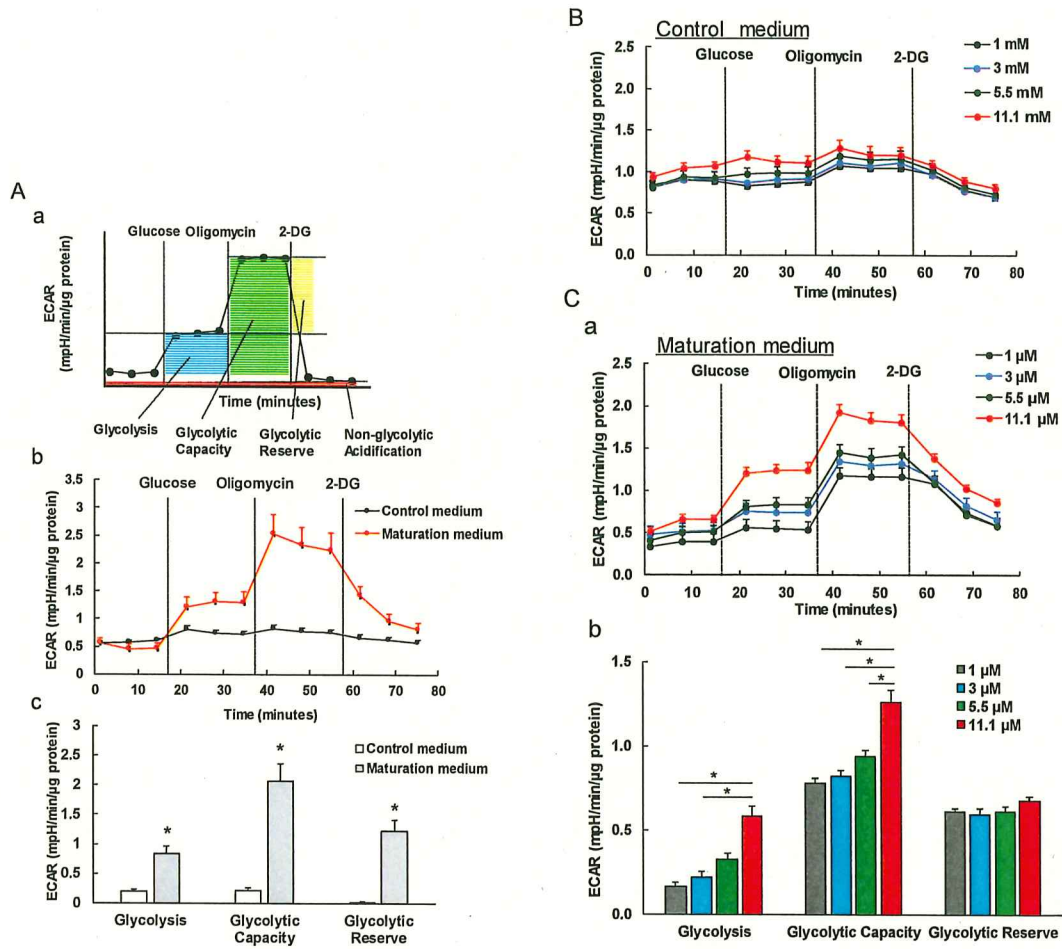 A
a
Glucose Oligomycin 2-DG
ECAR
(mpH/min/µg protein)
Time (minutes)
Glycolysis
Glycolytic
Capacity
Glycolytic
Reserve
Non-glycolytic
Acidification
b
Glucose Oligomycin 2-DG
Control medium
Maturation medium
ECAR (mpH/min/µg protein)
3.5
3
2.5
2
1.5
1
0.5
0
0 10 20 30 40 50 60 70 80
Time (minutes)
c
Control medium
Maturation medium
ECAR (mpH/min/µg protein)
3
2.5
2
1.5
1
0.5
0
* * *
Glycolysis
Glycolytic
Capacity
Glycolytic
Reserve
B
Control medium
Glucose Oligomycin 2-DG
1 mM
3 mM
5.5 mM
11.1 mM
ECAR (mpH/min/µg protein)
2.5
2.0
1.5
1.0
0.5
0.0
0 10 20 30 40 50 60 70 80
Time (minutes)
C
a
Maturation medium
Glucose Oligomycin 2-DG
1 µM
3 µM
5.5 µM
11.1 µM
ECAR (mpH/min/µg protein)
2.5
2.0
1.5
1.0
0.5
0.0
0 10 20 30 40 50 60 70 80
Time (minutes)
b
1 µM
3 µM
5.5 µM
11.1 µM
ECAR (mpH/min/µg protein)
1.5
1.0
0.5
0.0
*
*
*
*
*
Glycolysis Glycolytic Capacity Glycolytic Reserve